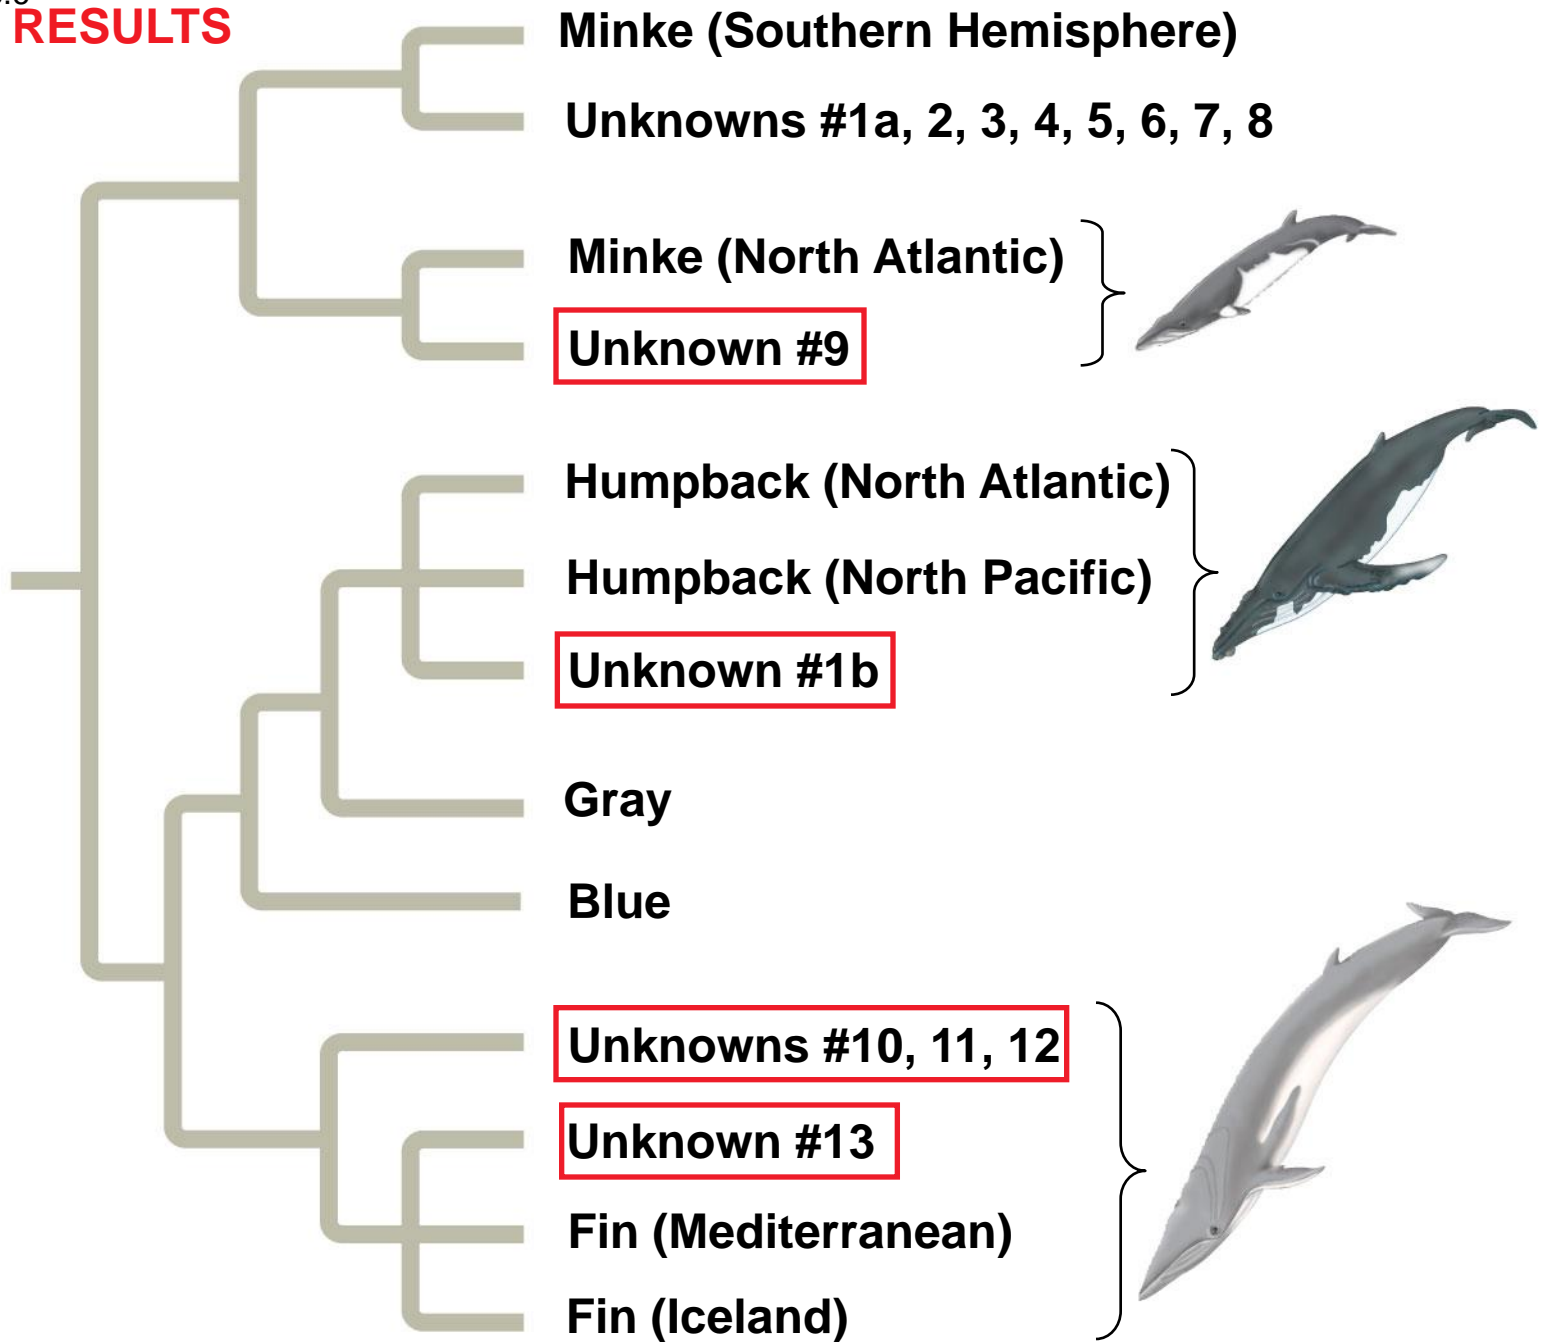 RESULTS
Minke (Southern Hemisphere)
Unknowns #1a, 2, 3, 4, 5, 6, 7, 8
Minke (North Atlantic)
Unknown #9
Humpback (North Atlantic)
Humpback (North Pacific)
Unknown #1b
Gray
Blue
Unknowns #10, 11, 12
Unknown #13
Fin (Mediterranean)
Fin (Iceland)